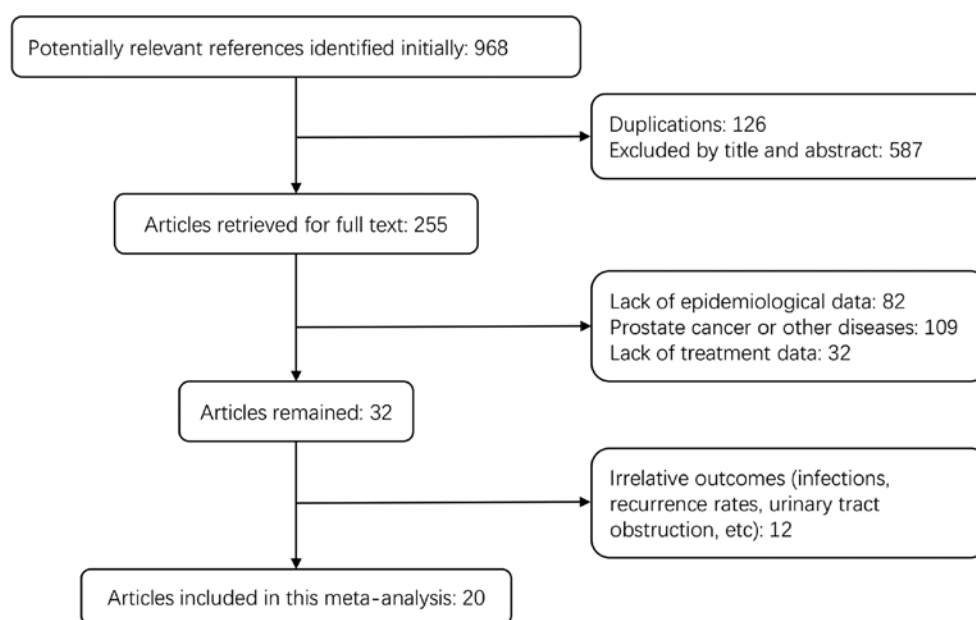 Potentially relevant references identified initially: 968
Duplications: 126
Excluded by title and abstract: 587
Articles retrieved for full text: 255
Lack of epidemiological data: 82
Prostate cancer or other diseases: 109
Lack of treatment data: 32
Articles remained: 32
Irrelative outcomes (infections,
recurrence rates, urinary tract
obstruction, etc): 12
Articles included in this meta-analysis: 20